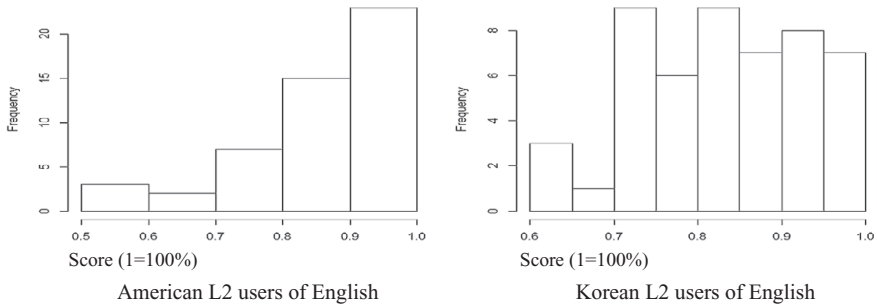 Frequency
20
15
10
5
0
0.5 0.6 0.7 0.8 0.9 1.0
Score (1=100%)
American L2 users of English
Frequency
8
6
4
2
0
0.6 0.7 0.8 0.9 1.0
Score (1=100%)
Korean L2 users of English